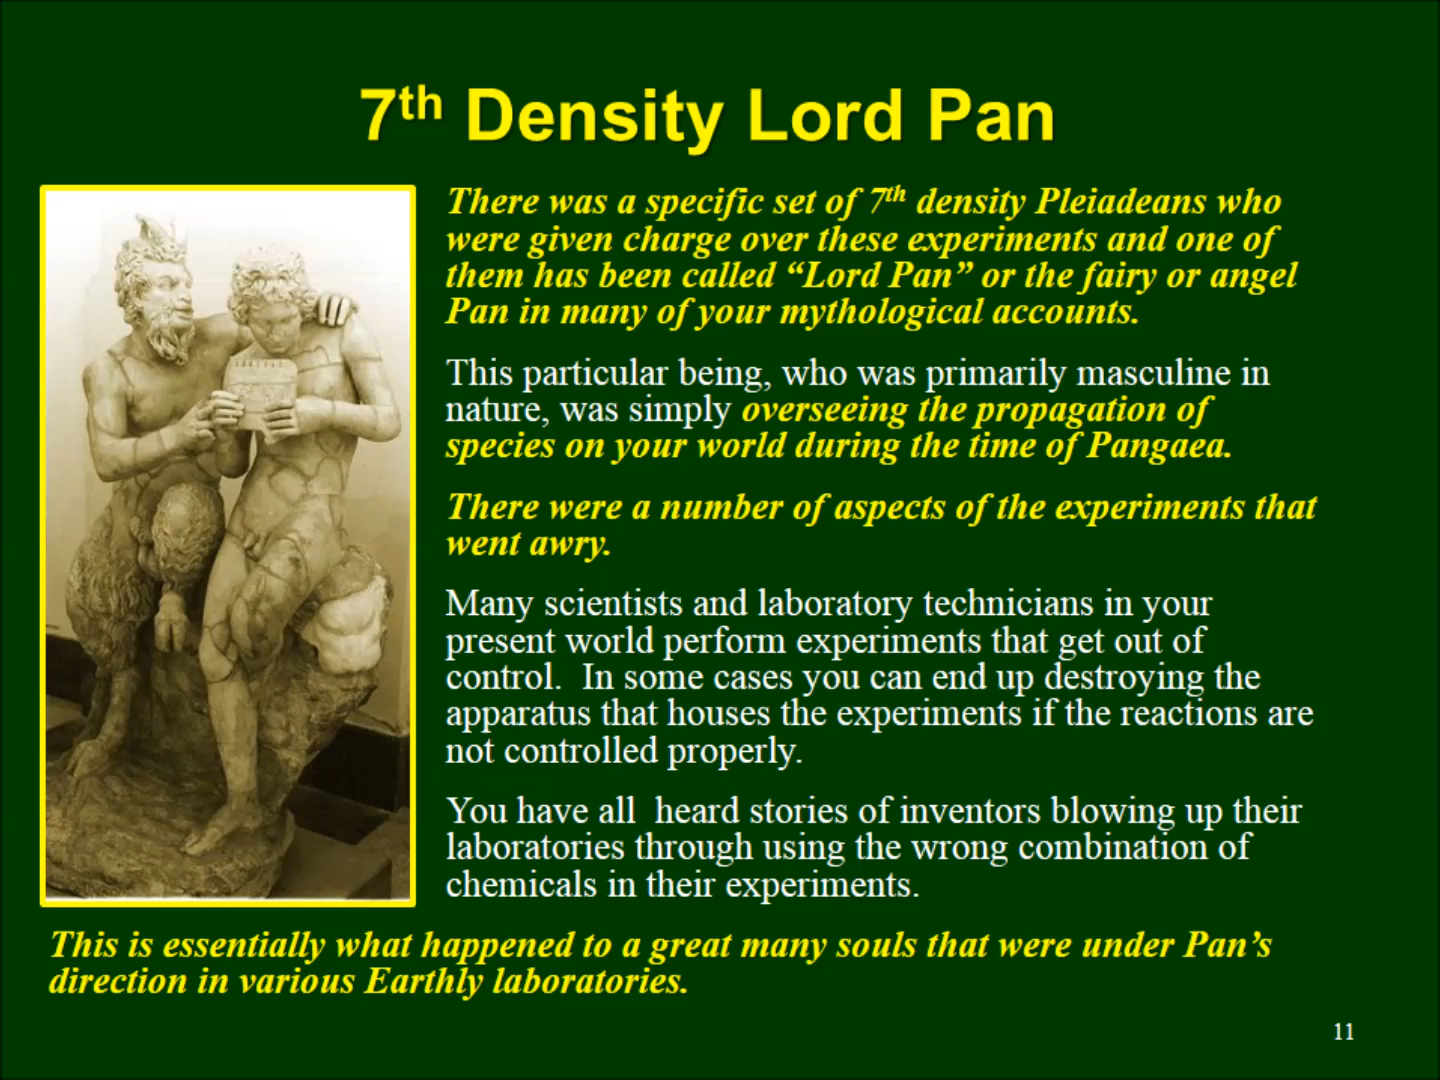 7th Density Lord Pan
There was a specific set of 7th density Pleiadeans who
were given charge over these experiments and one of
them has been called “Lord Pan” or the fairy or angel
Pan in many of your mythological accounts.
This particular being, who was primarily masculine in
nature, was simply overseeing the propagation of
species on your world during the time of Pangaea.
There were a number of aspects of the experiments that
went awry.
Many scientists and laboratory technicians in your
present world perform experiments that get out of
control.  In some cases you can end up destroying the
apparatus that houses the experiments if the reactions are
not controlled properly.
You have all  heard stories of inventors blowing up their
laboratories through using the wrong combination of
chemicals in their experiments.
This is essentially what happened to a great many souls that were under Pan’s
direction in various Earthly laboratories.
11